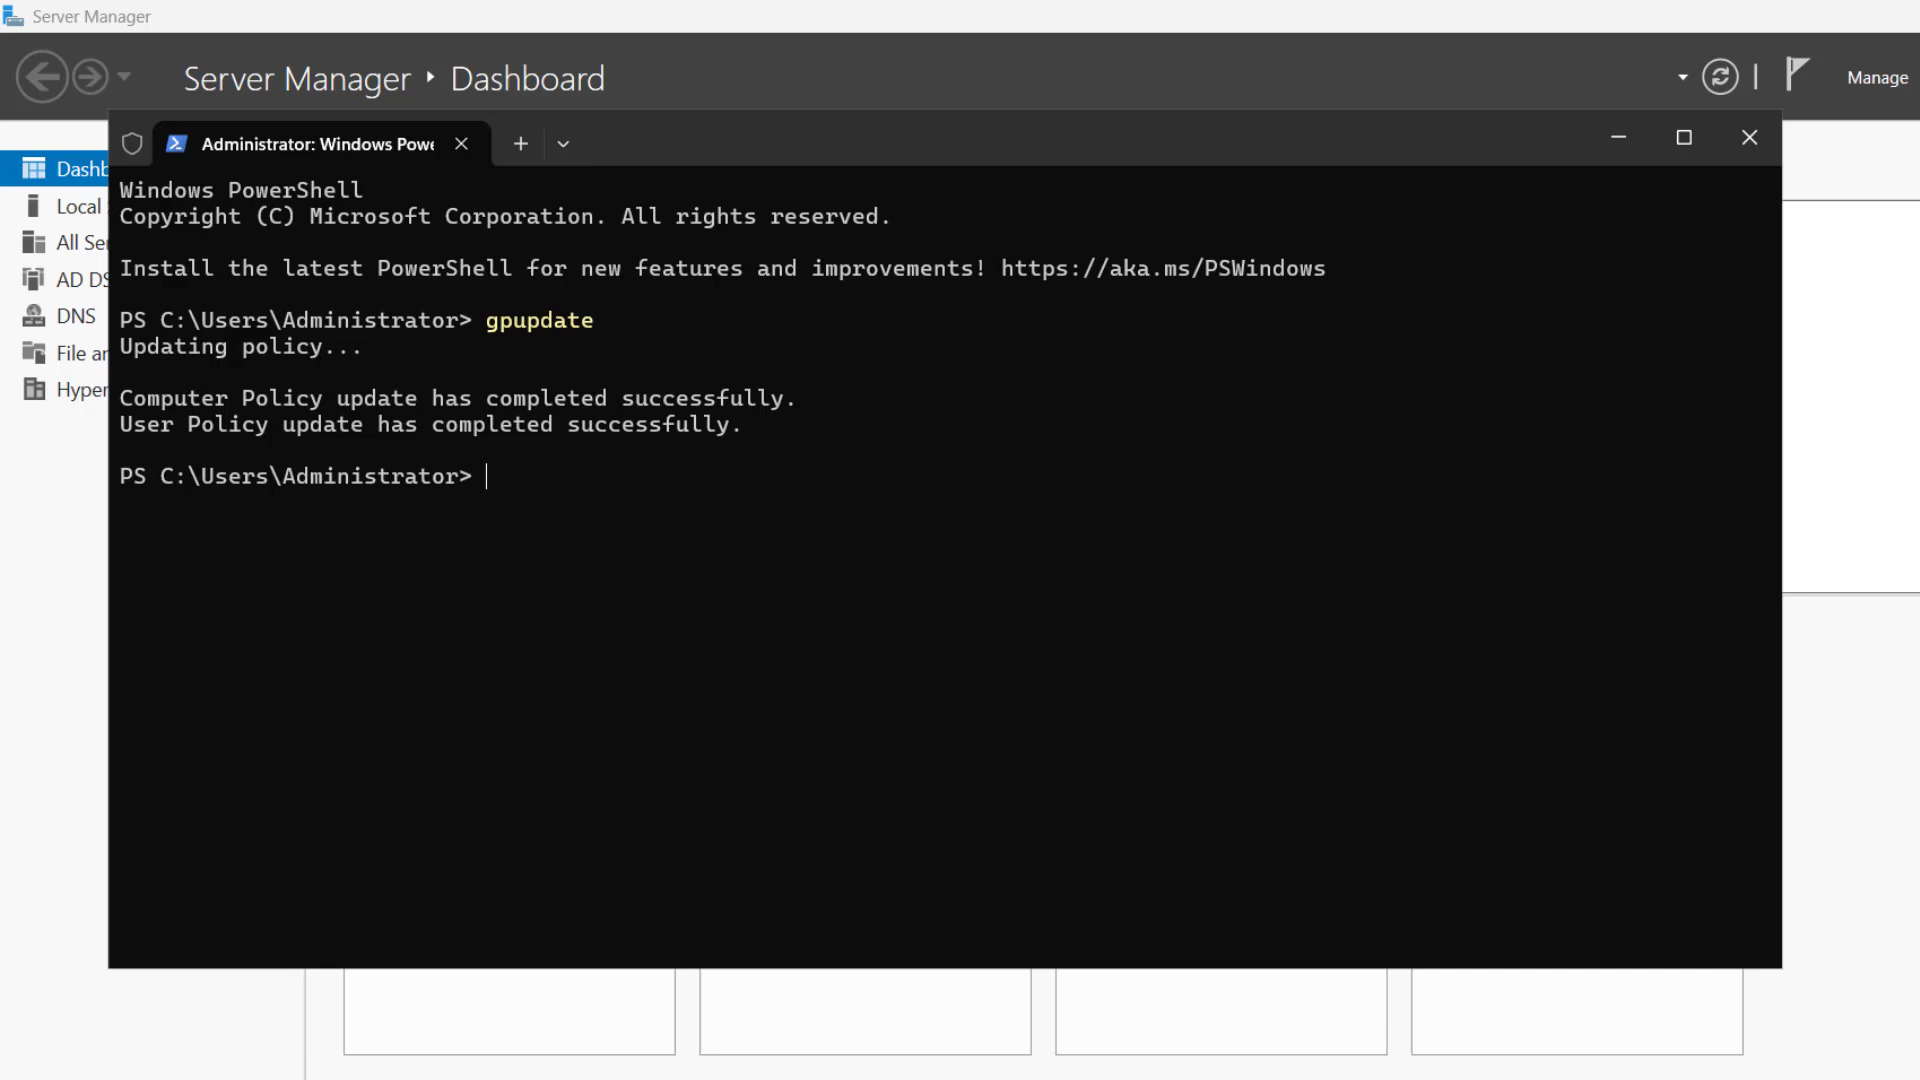 Server Manager
Server Manager ‣ Dashboard
Manage
Administrator: Windows Powe
Dashb
Local
All Ser
AD DS
DNS
File an
Hyper
Windows PowerShell
Copyright (C) Microsoft Corporation. All rights reserved.
Install the latest PowerShell for new features and improvements! https://aka.ms/PSWindows
PS C:\Users\Administrator> gpupdate
Updating policy...
Computer Policy update has completed successfully.
User Policy update has completed successfully.
PS C:\Users\Administrator>